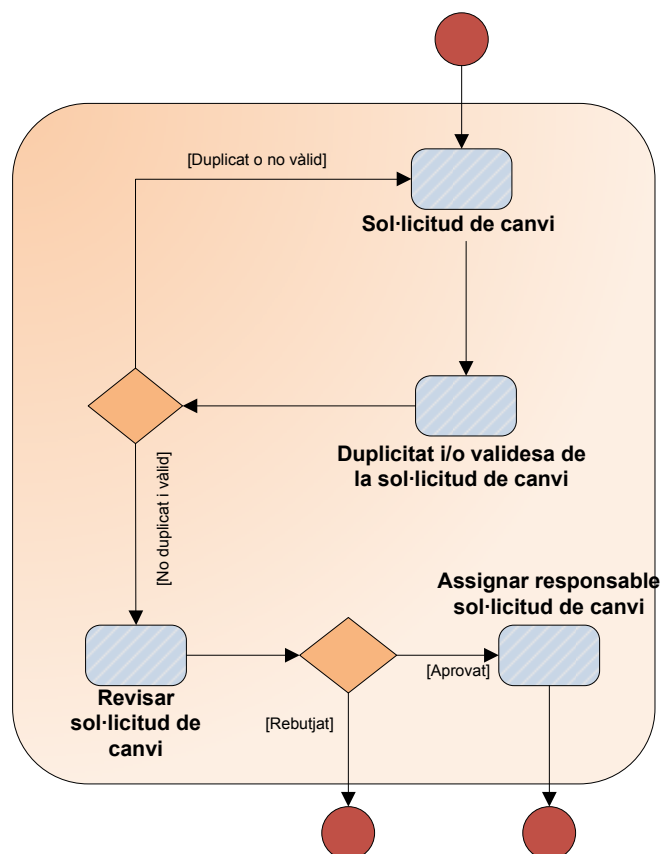 [Duplicat o no vàlid]
Sol·licitud de canvi
Duplicitat i/o validesa de
la sol·licitud de canvi
[No duplicat i vàlid]
Assignar responsable
sol·licitud de canvi
[Aprovat]
Revisar
sol·licitud de
canvi
[Rebutjat]